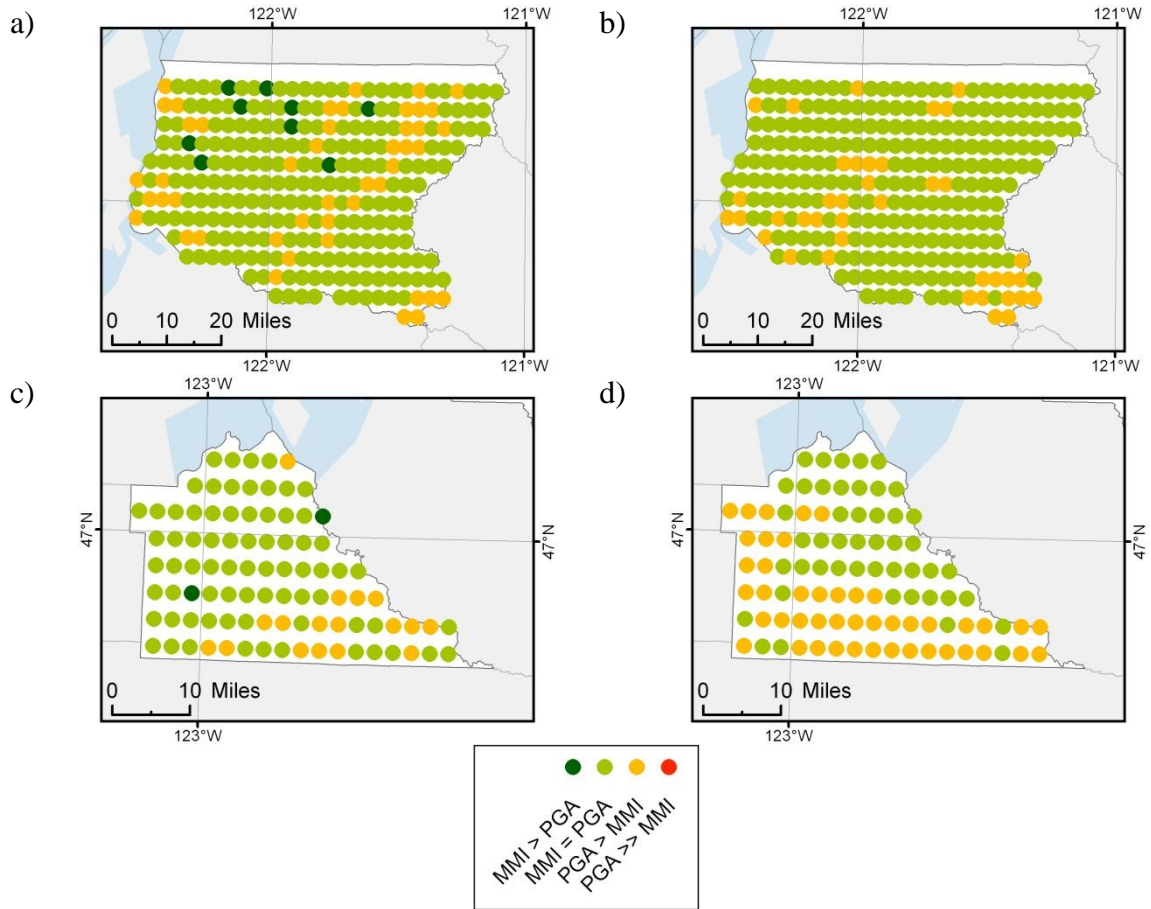 a)
122°W 121°W
0 10 20 Miles
122°W 121°W
b)
122°W 121°W
0 10 20 Miles
122°W 121°W
c)
123°W
47°N 47°N
0 10 Miles
123°W
d)
123°W
47°N 47°N
0 10 Miles
123°W
MMI > PGA
MMI = PGA
PGA > MMI
PGA >> MMI